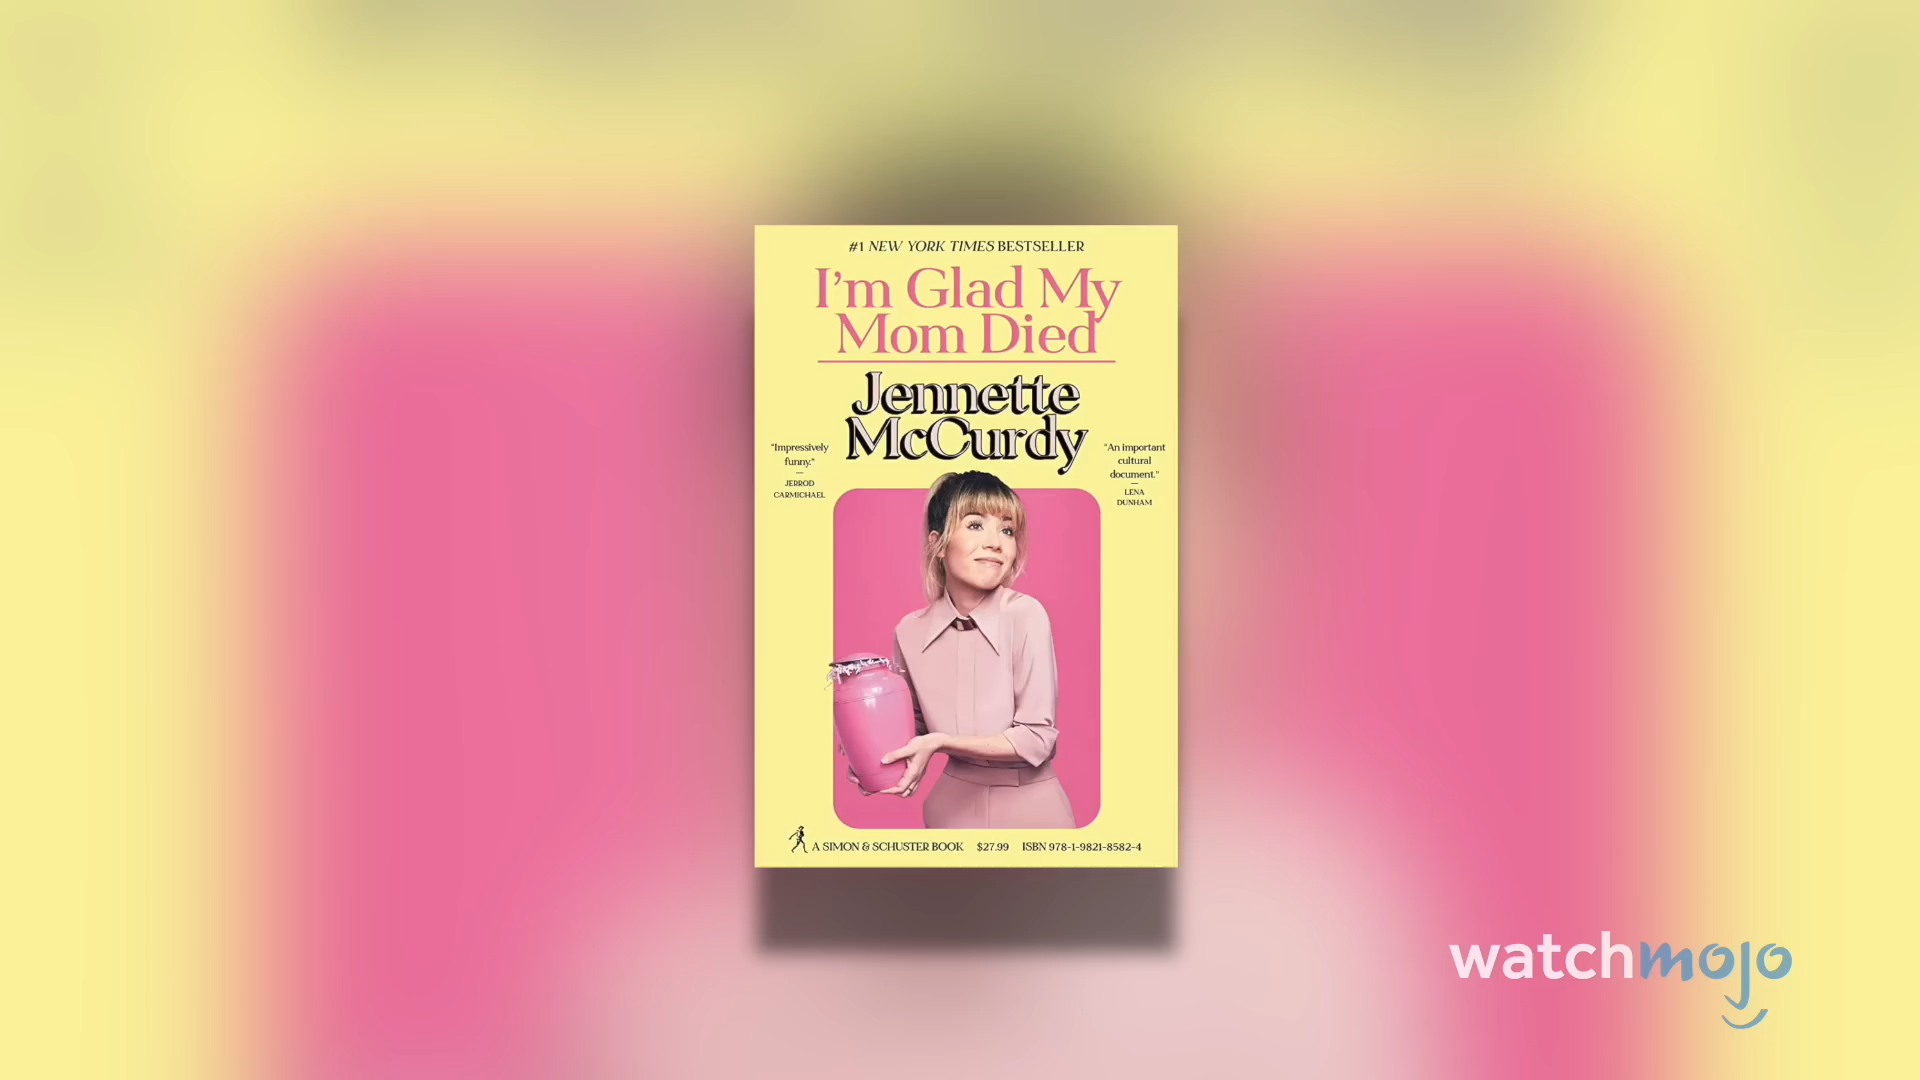 #1 NEW YORK TIMES BESTSELLER
I'm Glad My
Mom Died
Jennette
McCurdy
"Impressively
funny."
—
JERROD
CARMICHAEL
"An important
cultural
document."
—
LENA
DUNHAM
A SIMON & SCHUSTER BOOK $27.99 ISBN 978-1-9821-8582-4
watchmojo